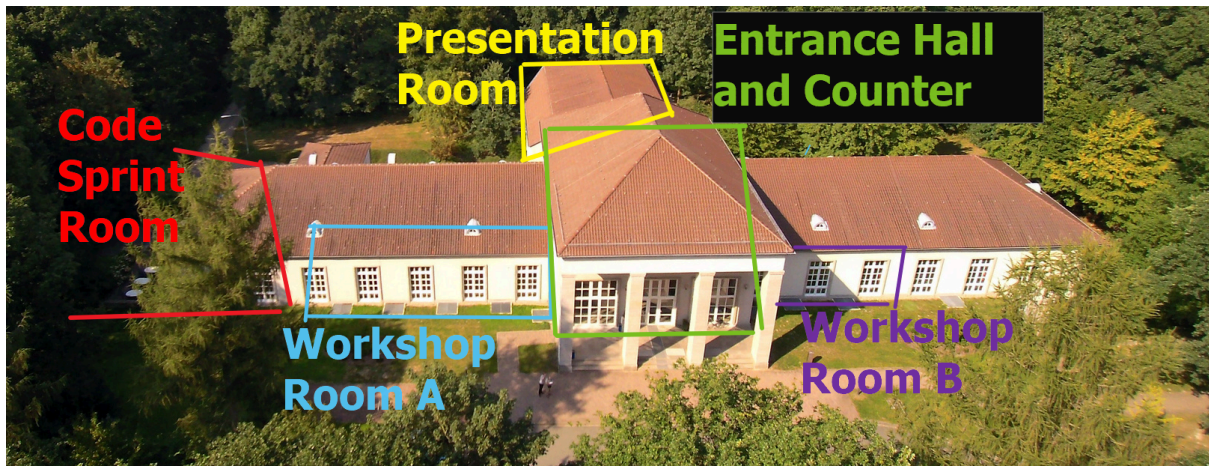 Presentation
Room
Entrance Hall
and Counter
Code
Sprint
Room
Workshop
Room A
Workshop
Room B